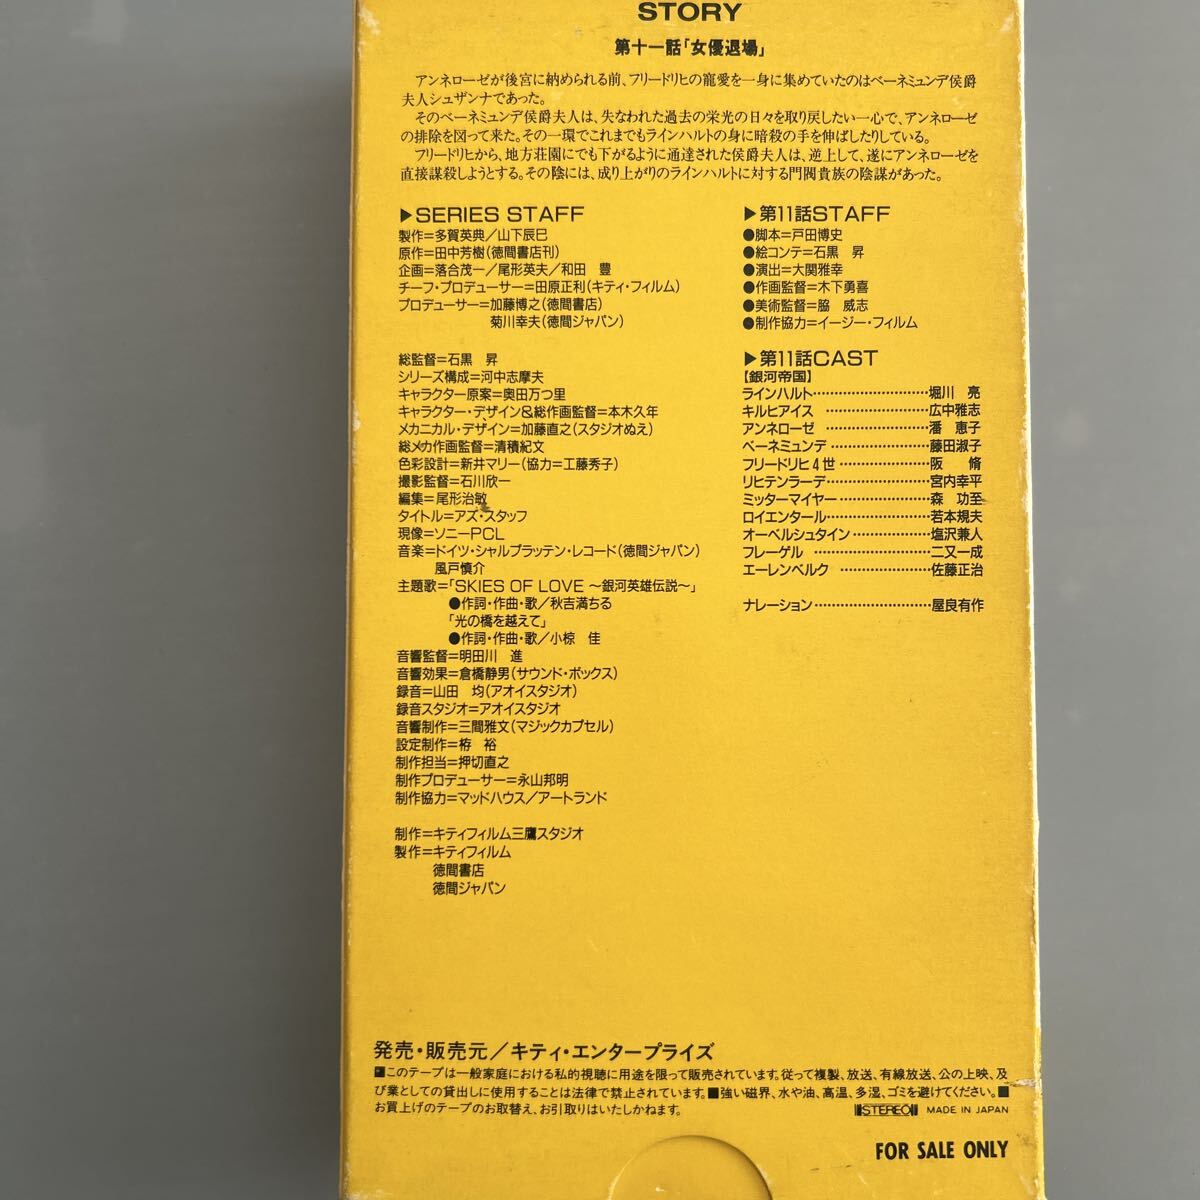 STORY
第十一話「女優退場」
アンネローゼが後宮に納められる前、フリードリヒの寵愛を一身に集めていたのはベーネミュンデ侯爵
夫人シュザンナであった。
そのベーネミュンデ侯爵夫人は、失なわれた過去の栄光の日々を取り戻したい一心で、アンネローゼ
の排除を図って来た。その一環でこれまでもラインハルトの身に暗殺の手を伸ばしたりしている。
フリードリヒから、地方荘園にでも下がるように通達された侯爵夫人は、逆上して、遂にアンネローゼを
直接謀殺しようとする。その陰には、成り上がりのラインハルトに対する門閥貴族の陰謀があった。
▶SERIES STAFF
製作=多賀英典/山下辰巳
原作=田中芳樹(徳間書店刊)
企画=落合茂一/尾形英夫/和田 豊
チーフ・プロデューサー=田原正利(キティ・フィルム)
プロデューサー=加藤博之(徳間書店)
菊川幸夫(徳間ジャパン)
総監督=石黒 昇
シリーズ構成=河中志摩夫
キャラクター原案=奥田万つ里
キャラクター・デザイン&総作画監督=本木久年
メカニカル・デザイン=加藤直之(スタジオぬえ)
総メカ作画監督=清積紀文
色彩設計=新井マリー(協力=工藤秀子)
撮影監督=石川欣一
編集=尾形治敏
タイトル=アズ・スタッフ
現像=ソニーPCL
音楽=ドイツ・シャルプラッテン・レコード(徳間ジャパン)
風戸慎介
主題歌=「SKIES OF LOVE 〜銀河英雄伝説〜」
●作詞・作曲・歌/秋吉満ちる
「光の橋を越えて」
●作詞・作曲・歌/小椋 佳
音響監督=明田川 進
音響効果=倉橋静男(サウンド・ボックス)
録音=山田 均(アオイスタジオ)
録音スタジオ=アオイスタジオ
音響制作=三間雅文(マジックカプセル)
設定制作=栫 裕
制作担当=押切直之
制作プロデューサー=永山邦明
制作協力=マッドハウス/アートランド
制作=キティフィルム三鷹スタジオ
製作=キティフィルム
徳間書店
徳間ジャパン
▶第11話STAFF
●脚本=戸田博史
●絵コンテ=石黒 昇
●演出=大関雅幸
●作画監督=木下勇喜
●美術監督=脇 威志
●制作協力=イージー・フィルム
▶第11話CAST
【銀河帝国】
ラインハルト……………………堀川 亮
キルヒアイス ……………………広中雅志
アンネローゼ ……………………潘 恵子
ベーネミュンデ …………………藤田淑子
フリードリヒ4世 ………………阪 脩
リヒテンラーデ…………………宮内幸平
ミッターマイヤー………………森 功至
ロイエンタール…………………若本規夫
オーベルシュタイン……………塩沢兼人
フレーゲル ……………………二又一成
エーレンベルク …………………佐藤正治
ナレーション……………………屋良有作
発売・販売元/キティ・エンタープライズ
■このテープは一般家庭における私的視聴に用途を限って販売されています。従って複製、放送、有線放送、公の上映、及
び業としての貸出しに使用することは法律で禁止されています。■強い磁界、水や油、高温、多湿、ゴミを避けてください。■
お買上げのテープのお取替え、お引取りはいたしかねます。
STEREO MADE IN JAPAN
FOR SALE ONLY